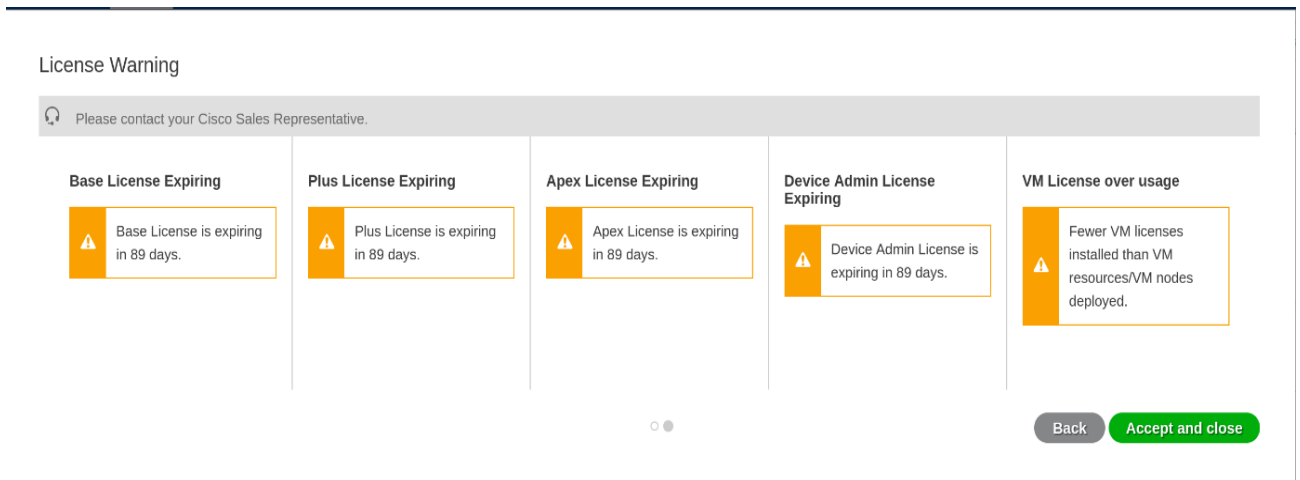 License Warning
Please contact your Cisco Sales Representative.
Base License Expiring
Base License is expiring
in 89 days.
Plus License Expiring
Plus License is expiring
in 89 days.
Apex License Expiring
Apex License is expiring
in 89 days.
Device Admin License
Expiring
Device Admin License is
expiring in 89 days.
VM License over usage
Fewer VM licenses
installed than VM
resources/VM nodes
deployed.
Back
Accept and close